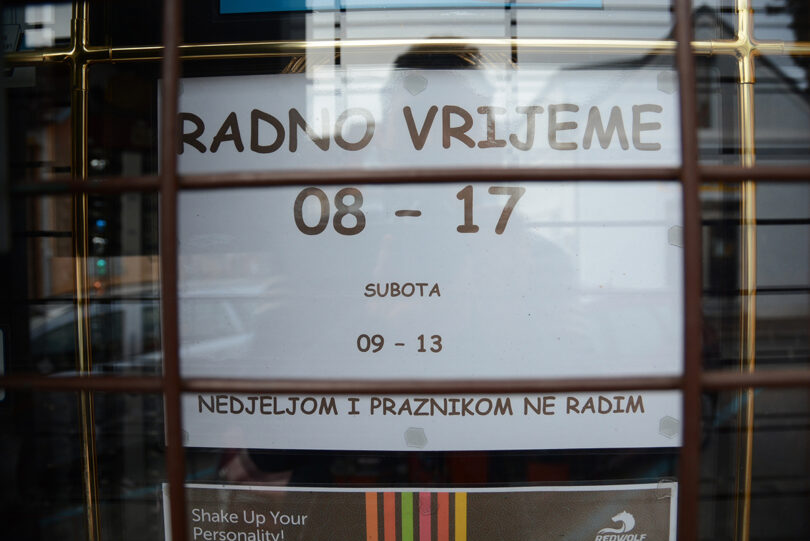 RADNO VRIJEME
08 - 17
SUBOTA
09 - 13
NEDJELJOM I PRAZNIKOM NE RADIM
Shake Up Your
Personality!
REDWOLF